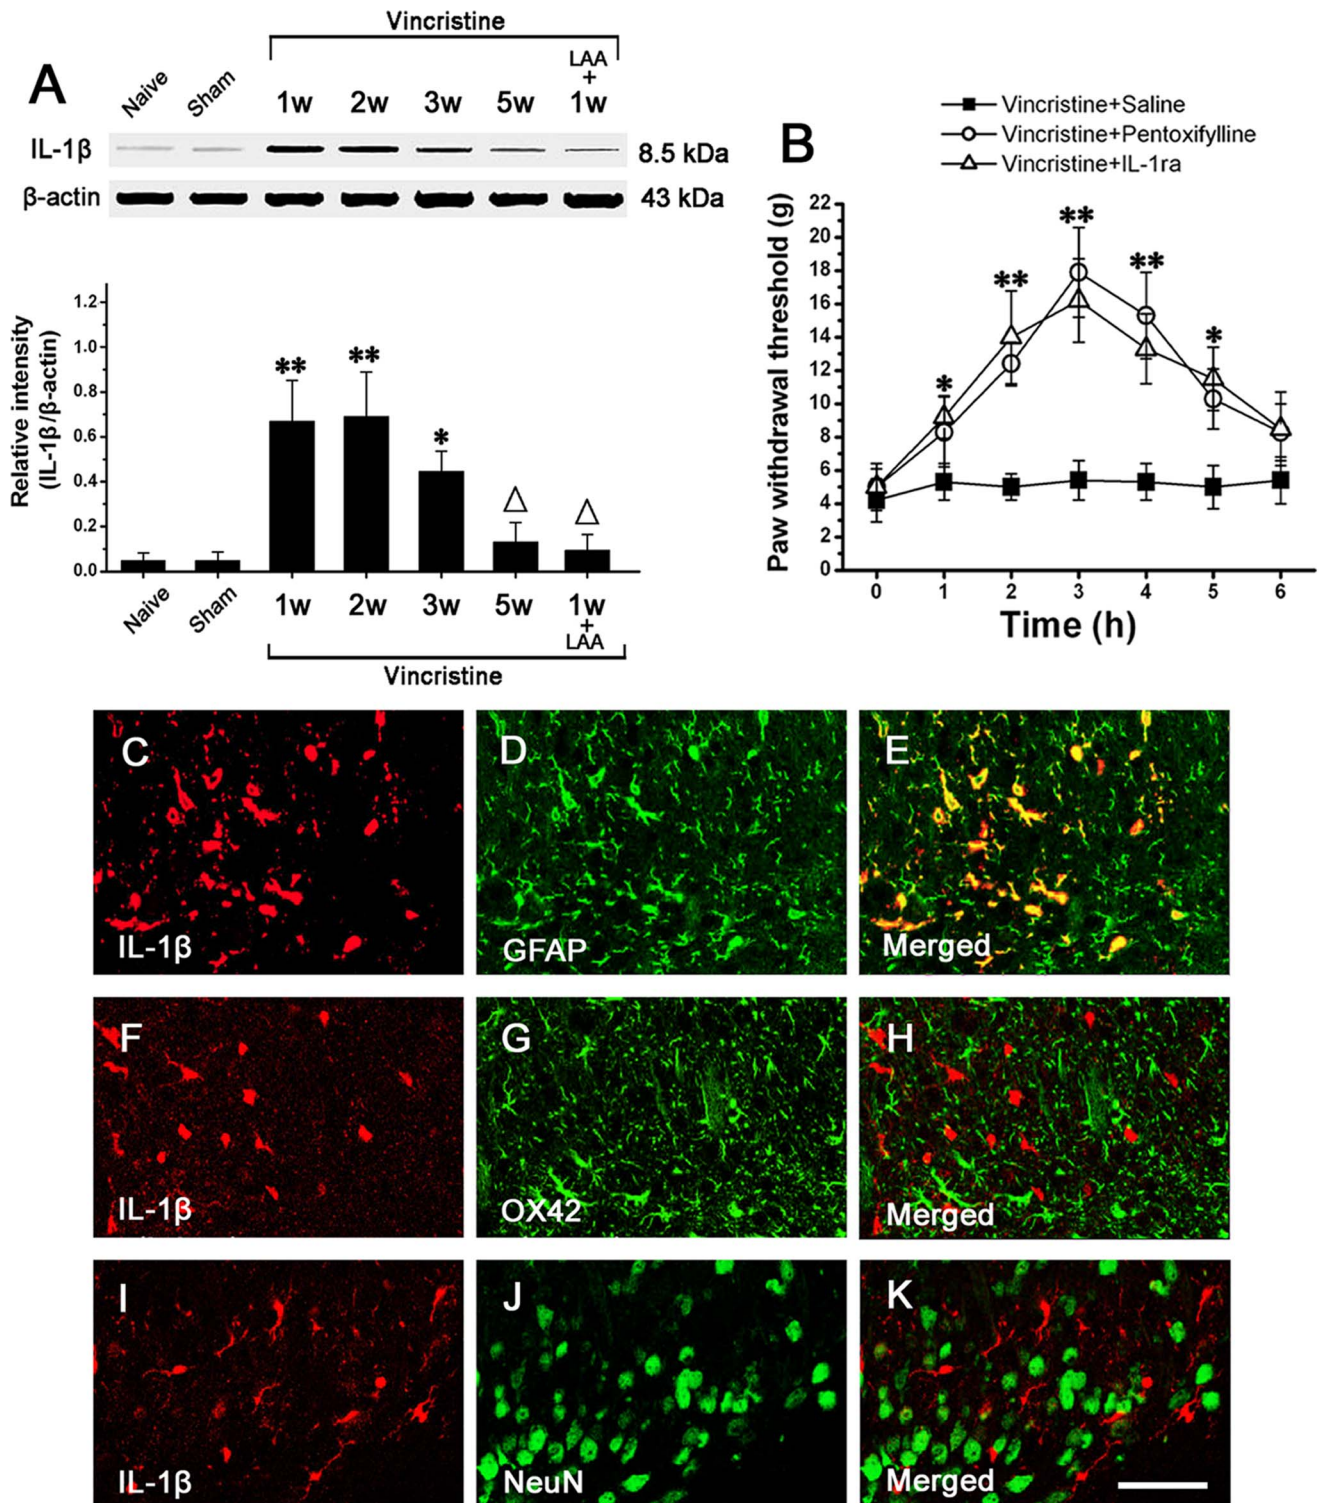 A
Vincristine
Naive
Sham
1w
2w
3w
5w
LAA
+
1w
IL-1β
8.5 kDa
β-actin
43 kDa
Relative intensity
(IL-1β/β-actin)
1.2
1.0
0.8
0.6
0.4
0.2
0.0
**
**
*
△
△
Naive
Sham
1w
2w
3w
5w
1w
+
LAA
Vincristine
B
Vincristine+Saline
Vincristine+Pentoxifylline
Vincristine+IL-1ra
Paw withdrawal threshold (g)
22
20
18
16
14
12
10
8
6
4
2
0
*
**
**
**
*
0 1 2 3 4 5 6
Time (h)
C
IL-1β
D
GFAP
E
Merged
F
IL-1β
G
OX42
H
Merged
I
IL-1β
J
NeuN
K
Merged